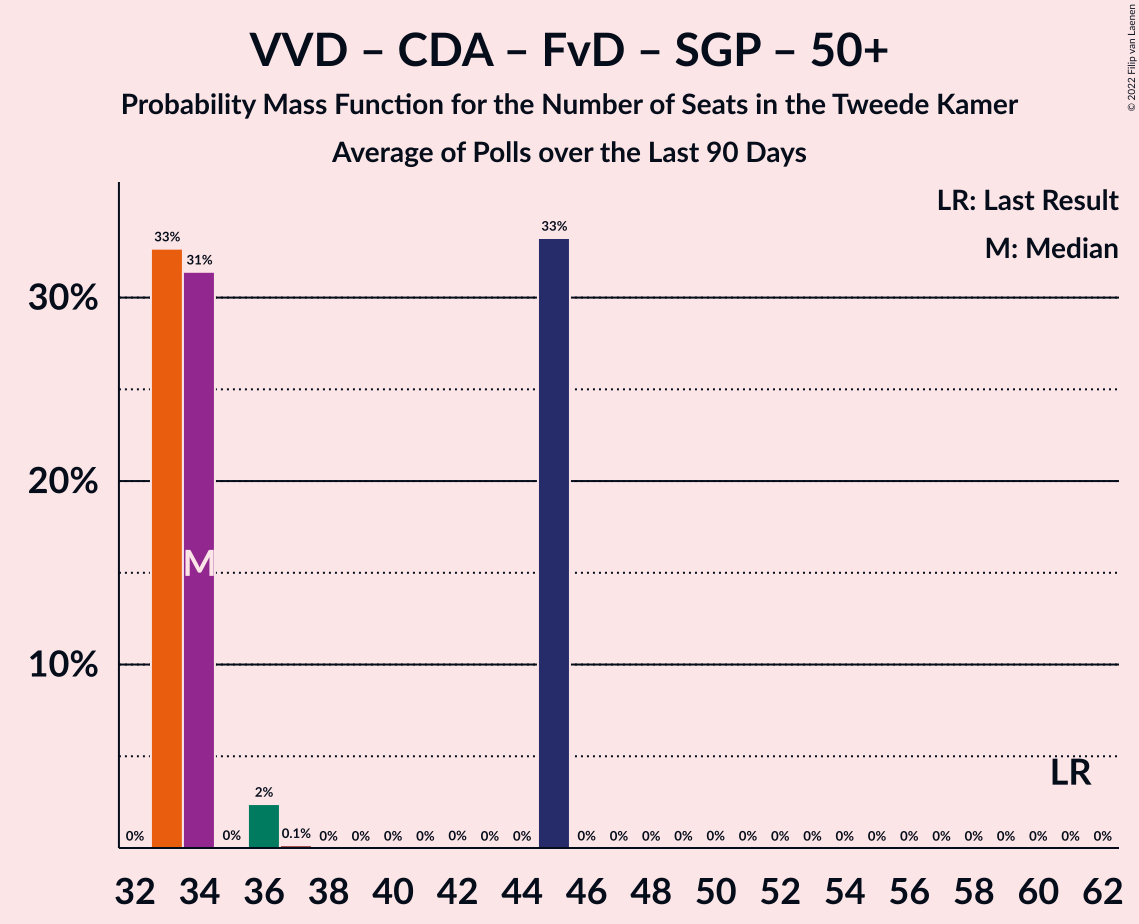 VVD – CDA – FvD – SGP – 50+
Probability Mass Function for the Number of Seats in the Tweede Kamer
Average of Polls over the Last 90 Days
© 2022 Filip van Laenen
LR: Last Result
M: Median
30%
20%
10%
0% 33% 31% 0% 2% 0.1% 0% 0% 0% 0% 0% 0% 0% 33% 0% 0% 0% 0% 0% 0% 0% 0% 0% 0% 0% 0% 0% 0% 0% 0% 0%
M
LR
32 34 36 38 40 42 44 46 48 50 52 54 56 58 60 62